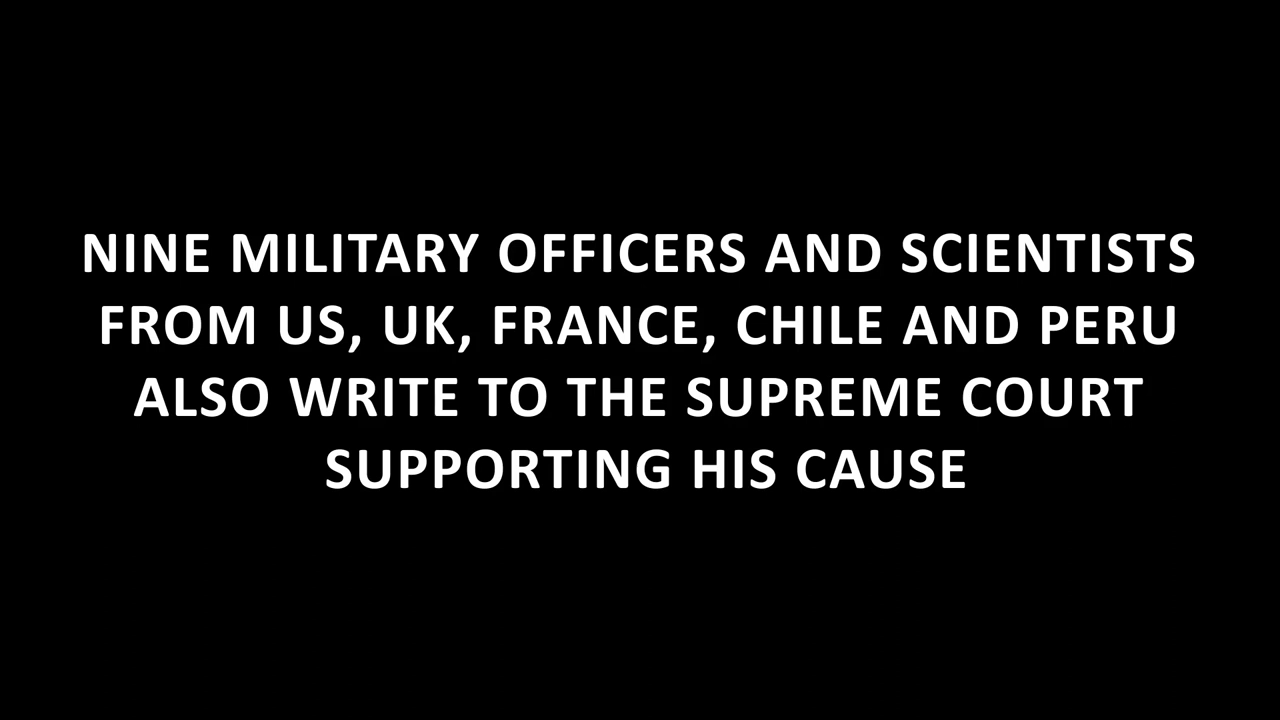 NINE MILITARY OFFICERS AND SCIENTISTS
FROM US, UK, FRANCE, CHILE AND PERU
ALSO WRITE TO THE SUPREME COURT
SUPPORTING HIS CAUSE